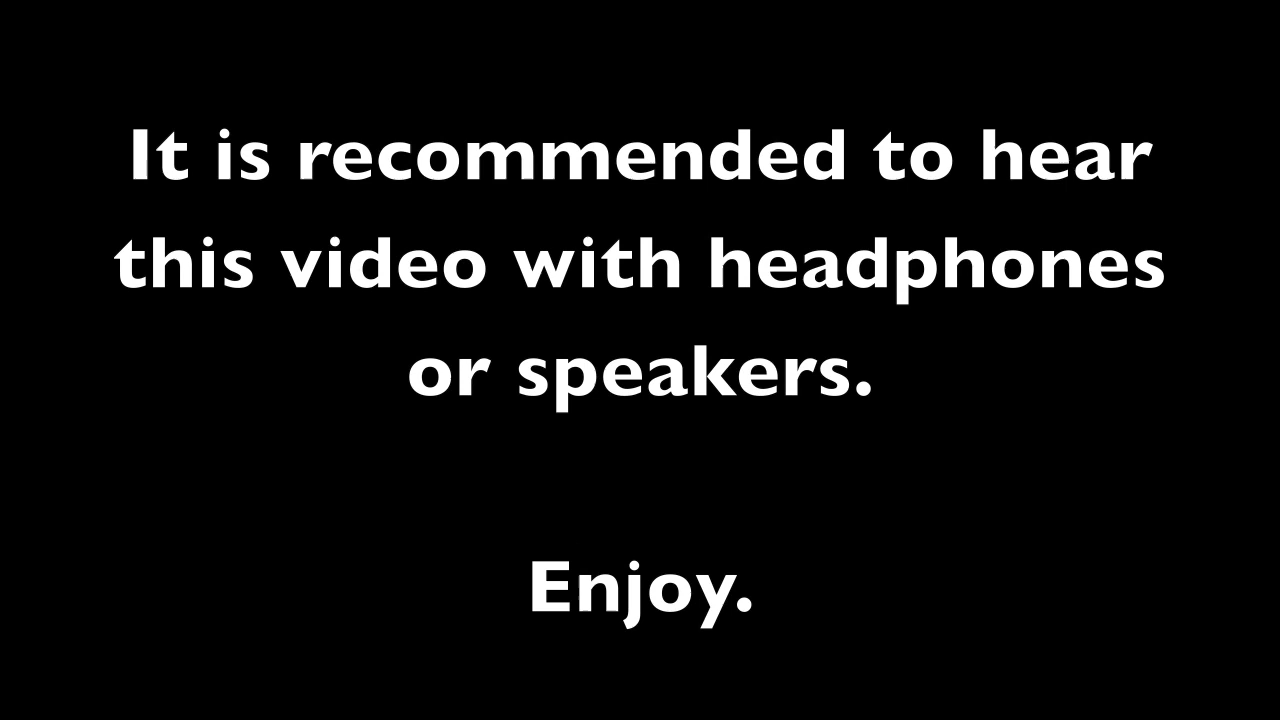 It is recommended to hear
this video with headphones
or speakers.
Enjoy.